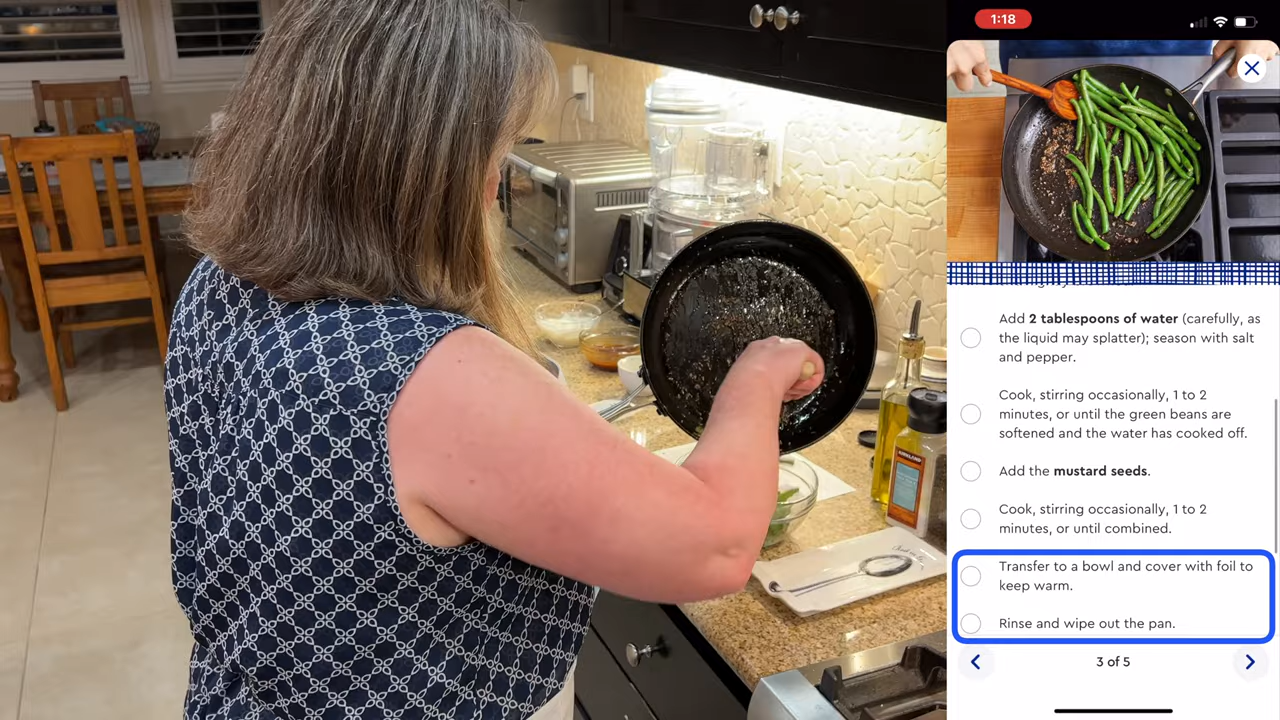 1:18
Add 2 tablespoons of water (carefully, as
the liquid may splatter); season with salt
and pepper.
Cook, stirring occasionally, 1 to 2
minutes, or until the green beans are
softened and the water has cooked off.
Add the mustard seeds.
Cook, stirring occasionally, 1 to 2
minutes, or until combined.
Transfer to a bowl and cover with foil to
keep warm.
Rinse and wipe out the pan.
3 of 5
KIRKLAND